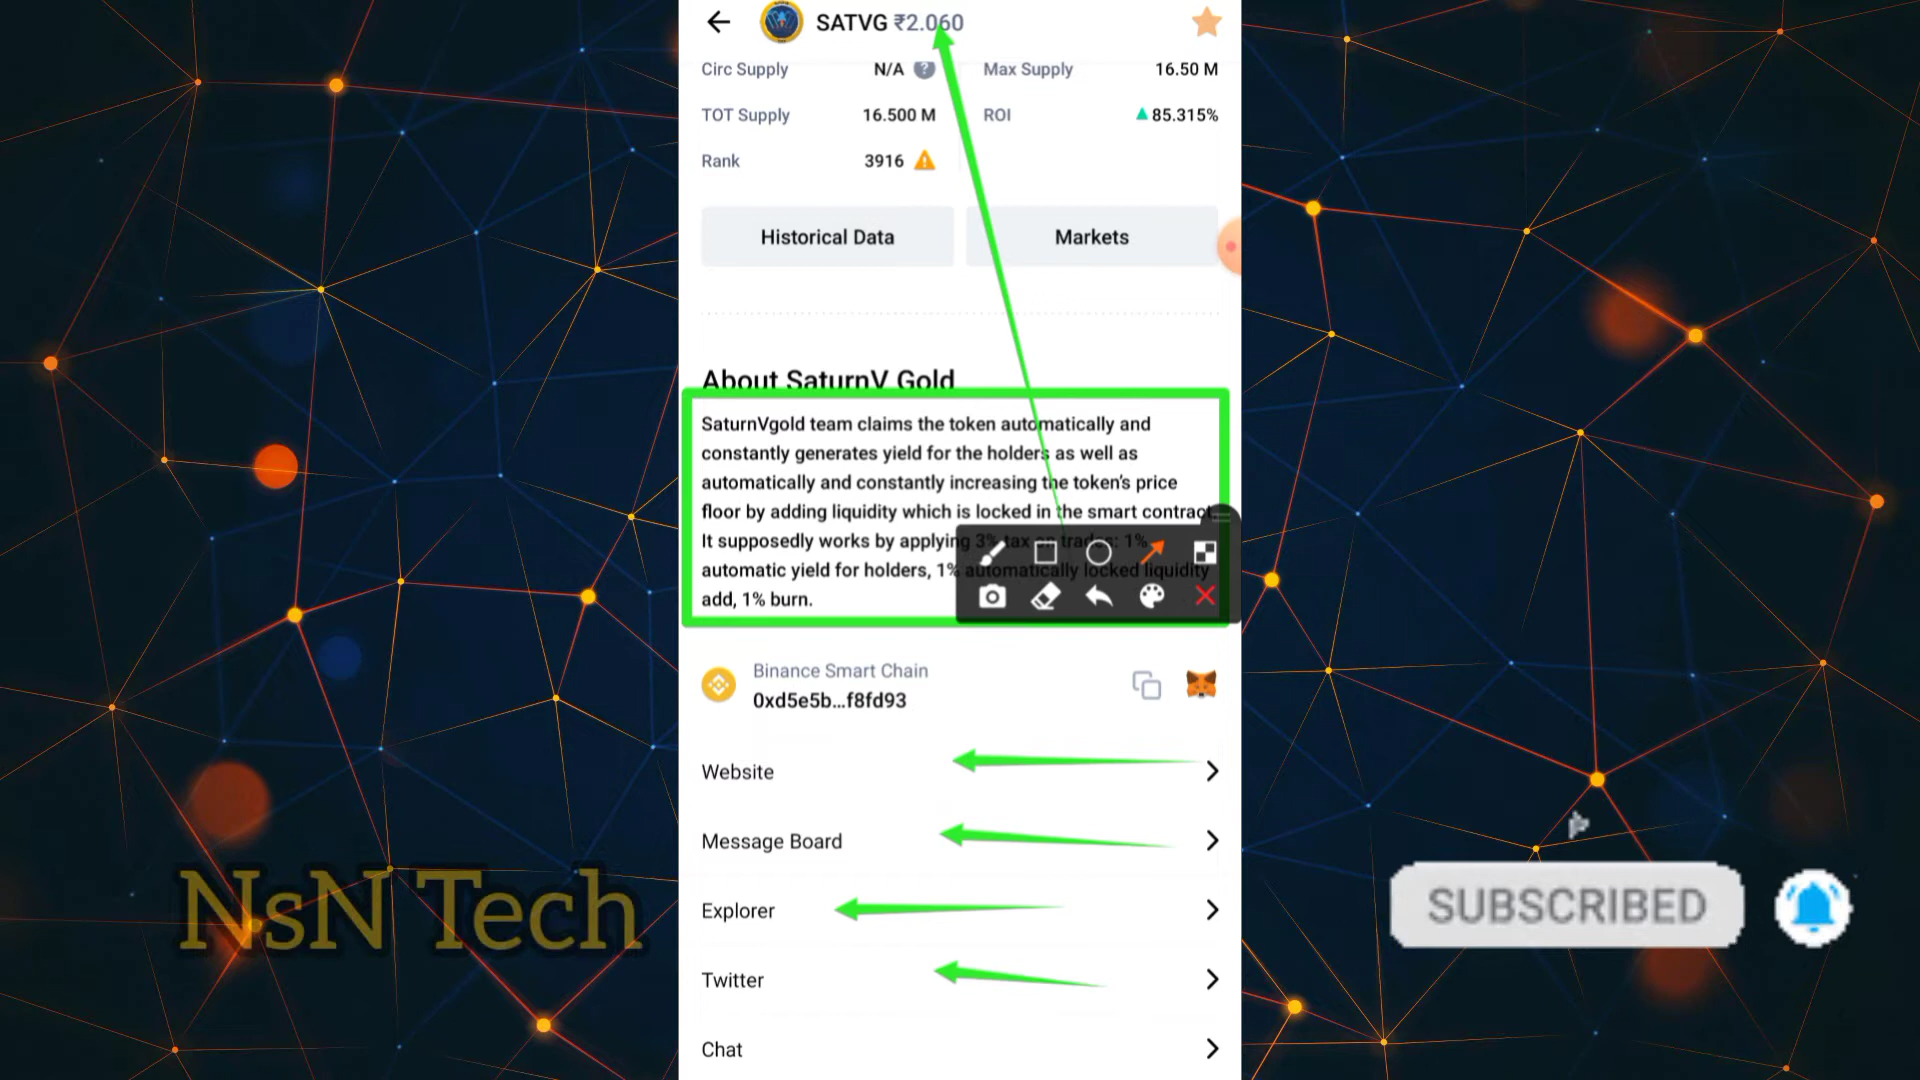 SATVG ₹2.060
Circ Supply N/A ? Max Supply 16.50 M
TOT Supply 16.500 M ROI 85.315%
Rank 3916
Historical Data Markets
About SaturnV Gold
SaturnVgold team claims the token automatically and
constantly generates yield for the holders as well as
automatically and constantly increasing the token's price
floor by adding liquidity which is locked in the smart contract.
It supposedly works by applying 3% tax on trades: 1%
automatic yield for holders, 1% automatically locked liquidity
add, 1% burn.
Binance Smart Chain
0xd5e5b...f8fd93
Website
Message Board
Explorer
Twitter
Chat
NsN Tech
SUBSCRIBED